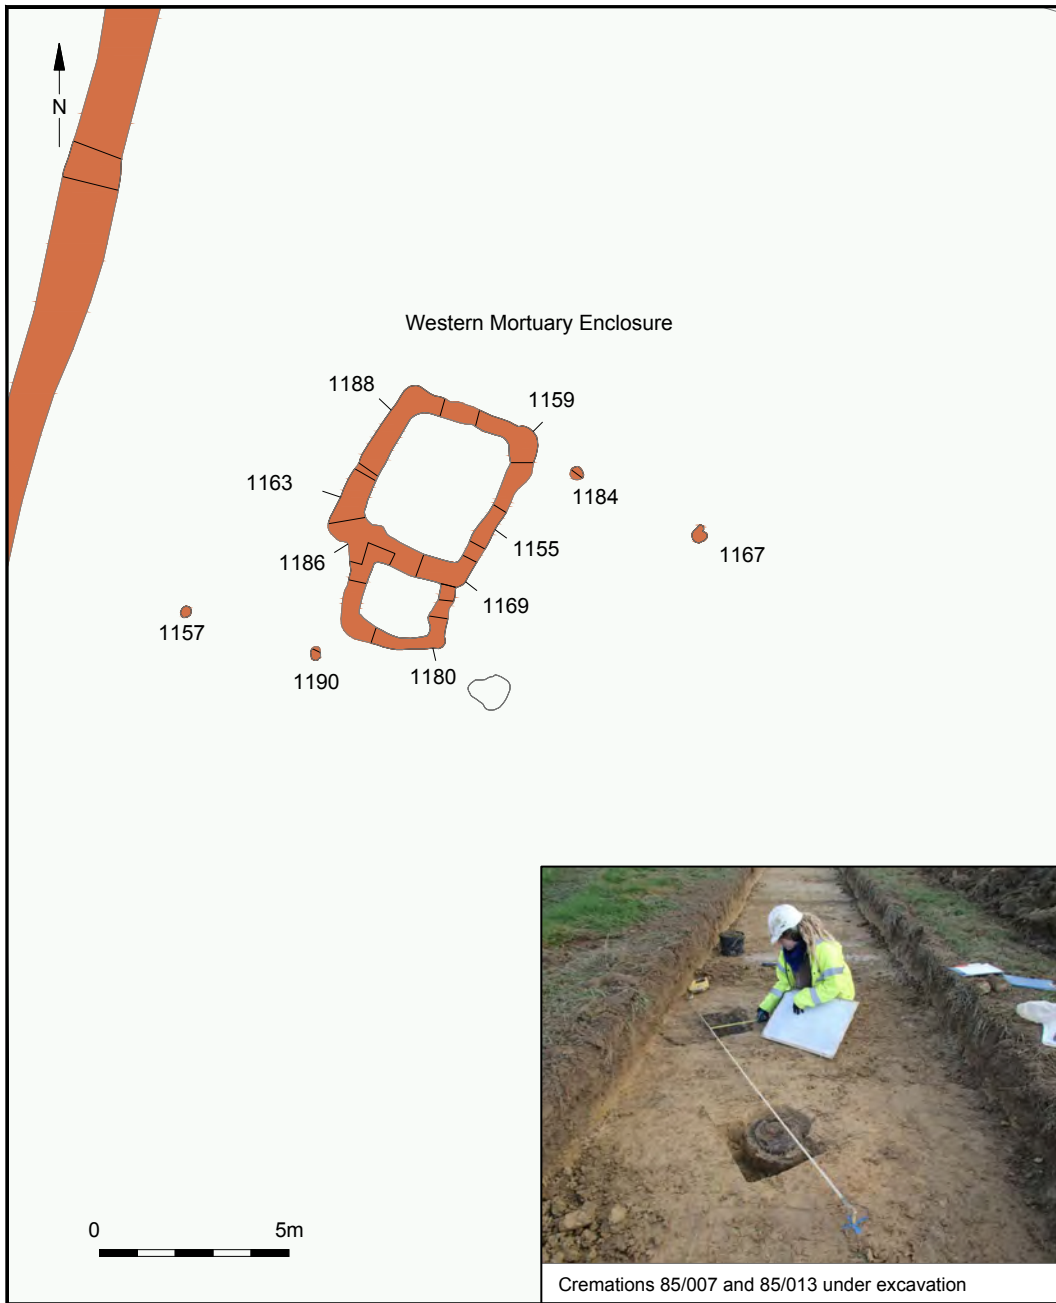 N
Western Mortuary Enclosure
1188
1159
1163
1184
1155
1167
1186
1169
1157
1190
1180
0 5m
Cremations 85/007 and 85/013 under excavation